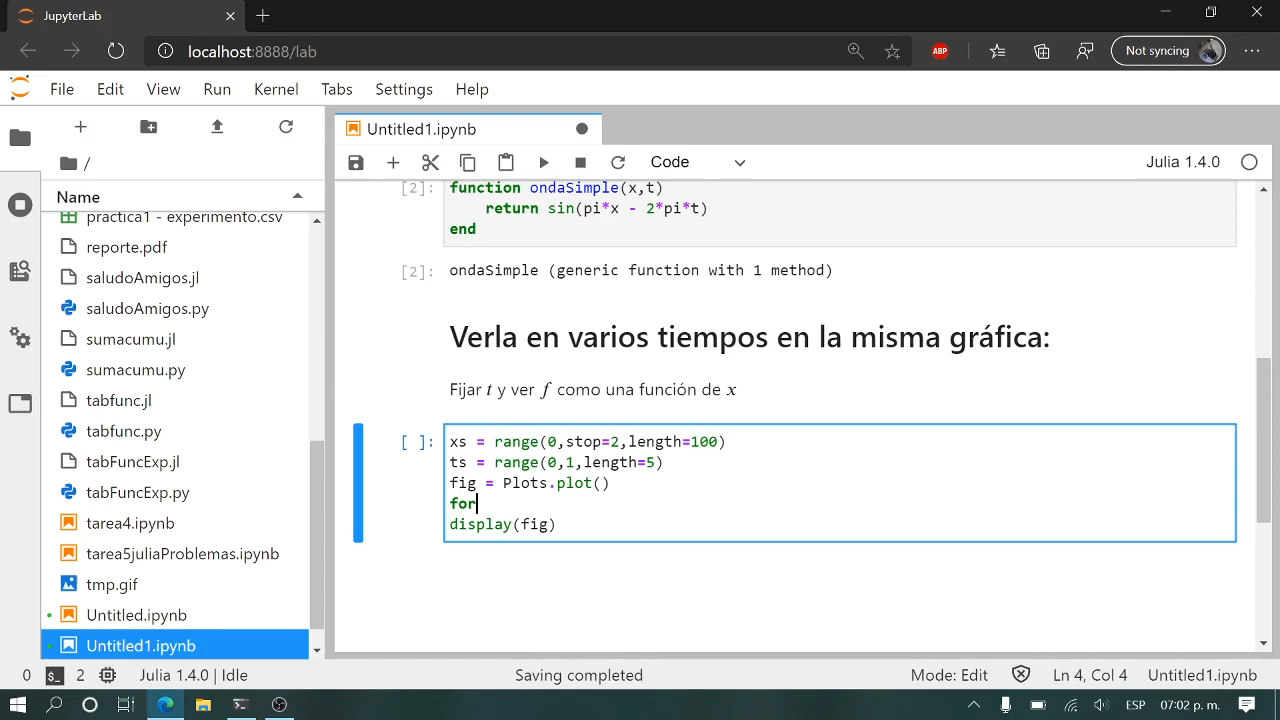 JupyterLab
localhost:8888/lab
ABP
Not syncing
File Edit View Run Kernel Tabs Settings Help
Untitled1.ipynb
/
Code
Julia 1.4.0
Name
practica1 - experimento.csv
reporte.pdf
saludoAmigos.jl
saludoAmigos.py
sumacumu.jl
sumacumu.py
tabfunc.jl
tabfunc.py
tabFuncExp.jl
tabFuncExp.py
tarea4.ipynb
tarea5juliaProblemas.ipynb
tmp.gif
Untitled.ipynb
Untitled1.ipynb
[2]: function ondaSimple(x,t)
return sin(pi*x - 2*pi*t)
end
[2]: ondaSimple (generic function with 1 method)
Verla en varios tiempos en la misma gráfica:
Fijar t y ver f como una función de x
[ ]: xs = range(0,stop=2,length=100)
ts = range(0,1,length=5)
fig = Plots.plot()
for
display(fig)
0 $_ 2 Julia 1.4.0 | Idle Saving completed Mode: Edit Ln 4, Col 4 Untitled1.ipynb
ESP 07:02 p. m.